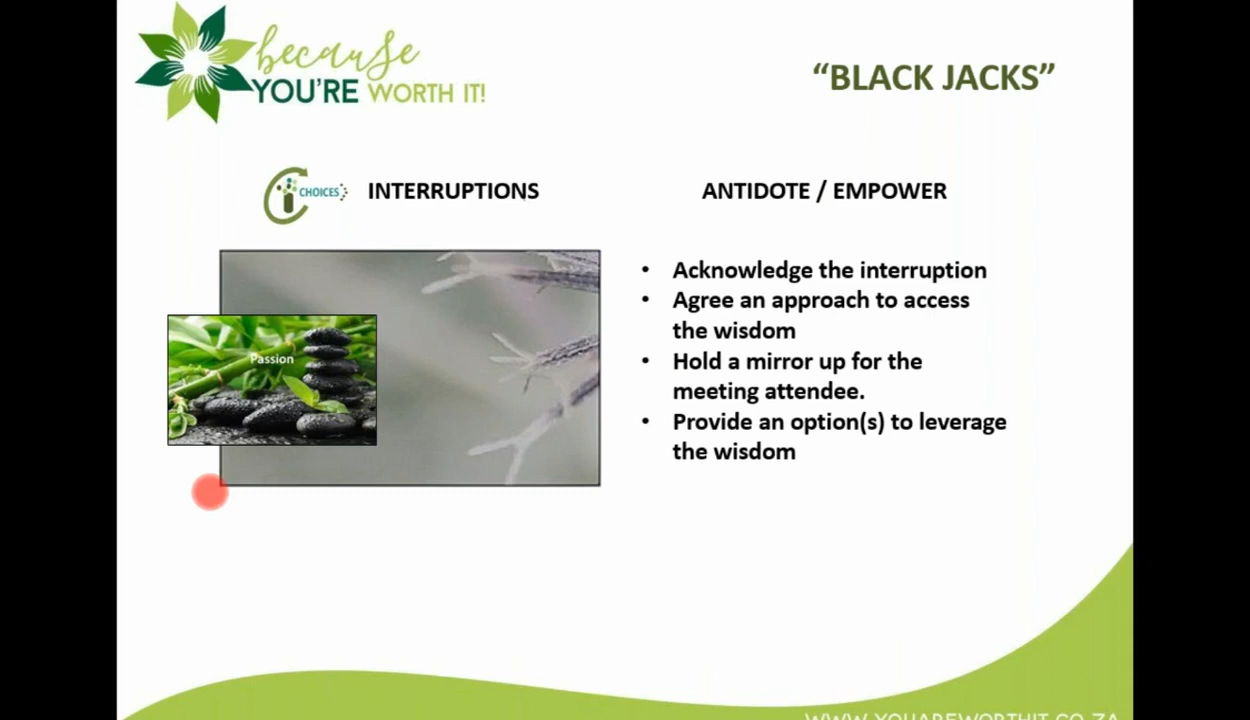 because
YOU'RE WORTH IT!
“BLACK JACKS”
CHOICES
INTERRUPTIONS
ANTIDOTE / EMPOWER
Passion
• Acknowledge the interruption
• Agree an approach to access
the wisdom
• Hold a mirror up for the
meeting attendee.
• Provide an option(s) to leverage
the wisdom
WWW.YOUAREWORTHIT.CO.ZA